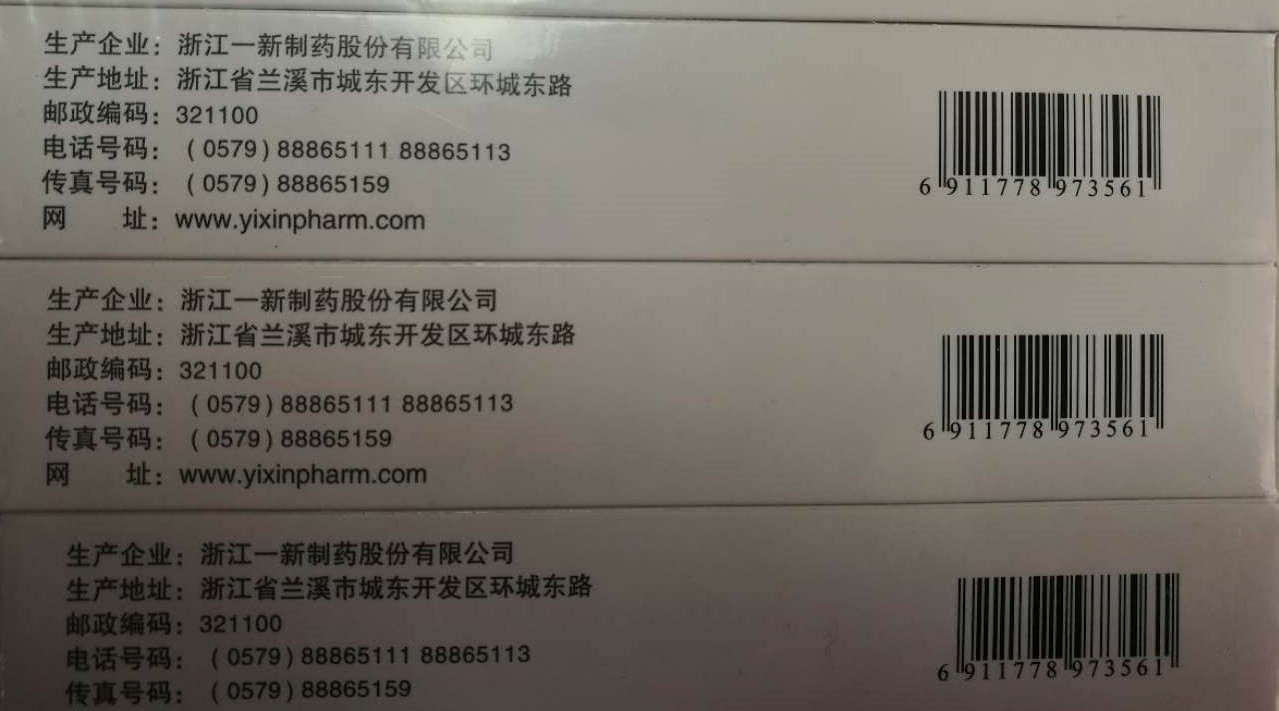 生产企业：浙江一新制药股份有限公司
生产地址：浙江省兰溪市城东开发区环城东路
邮政编码：321100
电话号码：（0579）88865111 88865113
传真号码：（0579）88865159
网　　址：www.yixinpharm.com
6 911778 973561
生产企业：浙江一新制药股份有限公司
生产地址：浙江省兰溪市城东开发区环城东路
邮政编码：321100
电话号码：（0579）88865111 88865113
传真号码：（0579）88865159
网　　址：www.yixinpharm.com
6 911778 973561
生产企业：浙江一新制药股份有限公司
生产地址：浙江省兰溪市城东开发区环城东路
邮政编码：321100
电话号码：（0579）88865111 88865113
传真号码：（0579）88865159
6 911778 973561